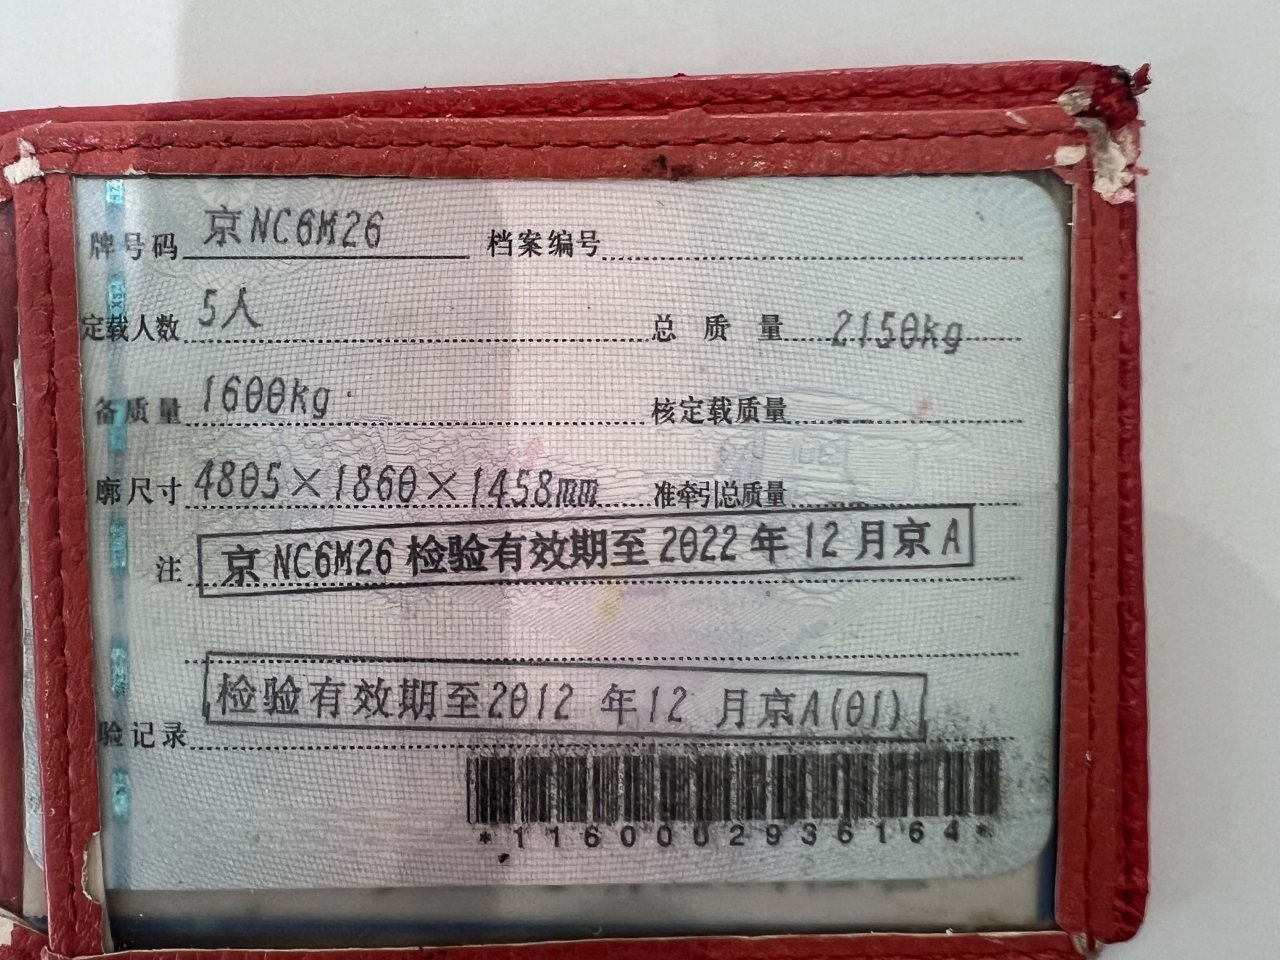 牌号码 京NC6M26 档案编号
定载人数 5人 总质量 2150kg
备质量 1600kg 核定载质量
廓尺寸 4805×1860×1458mm 准牵引总质量
注 京NC6M26检验有效期至2022年12月京A
检验有效期至2012 年12 月京A(01)
验记录
*1160002936164*